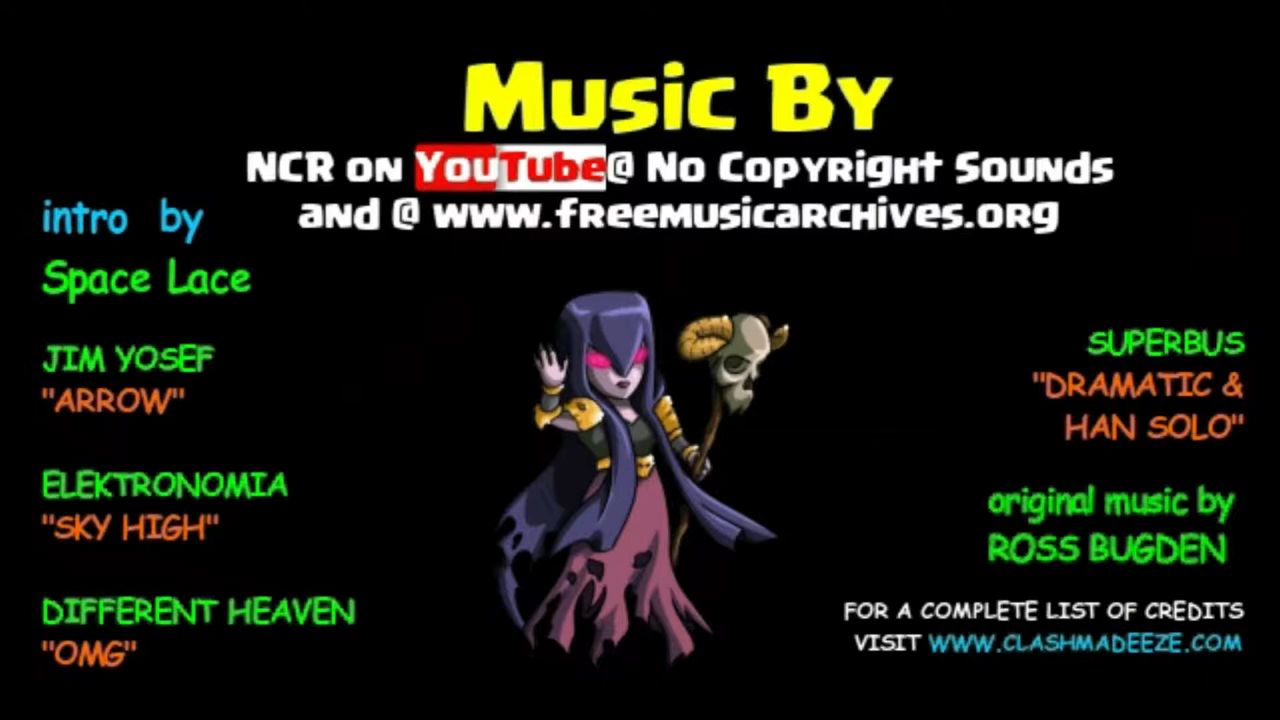 Music By
NCR on YouTube@ No Copyright Sounds
and @ www.freemusicarchives.org
intro by
Space Lace
JIM YOSEF
"ARROW"
ELEKTRONOMIA
"SKY HIGH"
DIFFERENT HEAVEN
"OMG"
SUPERBUS
"DRAMATIC &
HAN SOLO"
original music by
ROSS BUGDEN
FOR A COMPLETE LIST OF CREDITS
VISIT WWW.CLASHMADEEZE.COM